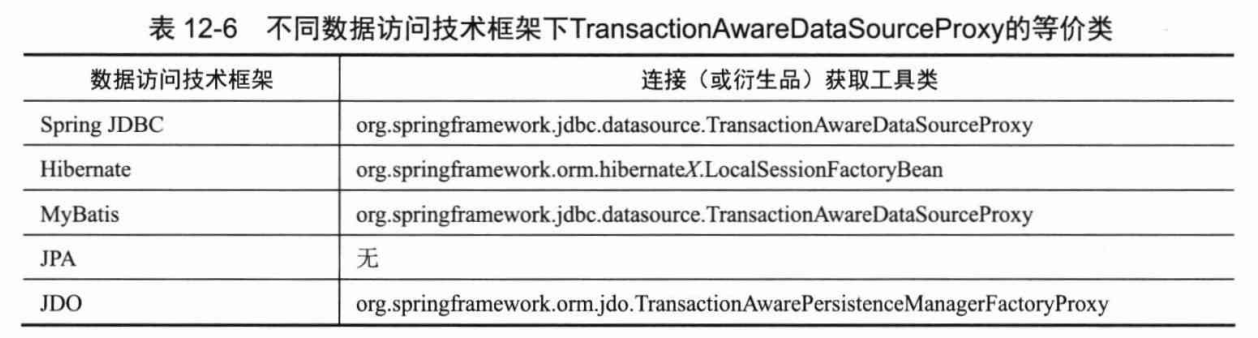 表 12-6 不同数据访问技术框架下TransactionAwareDataSourceProxy的等价类
数据访问技术框架 连接（或衍生品）获取工具类
Spring JDBC org.springframework.jdbc.datasource.TransactionAwareDataSourceProxy
Hibernate org.springframework.orm.hibernateX.LocalSessionFactoryBean
MyBatis org.springframework.jdbc.datasource.TransactionAwareDataSourceProxy
JPA 无
JDO org.springframework.orm.jdo.TransactionAwarePersistenceManagerFactoryProxy